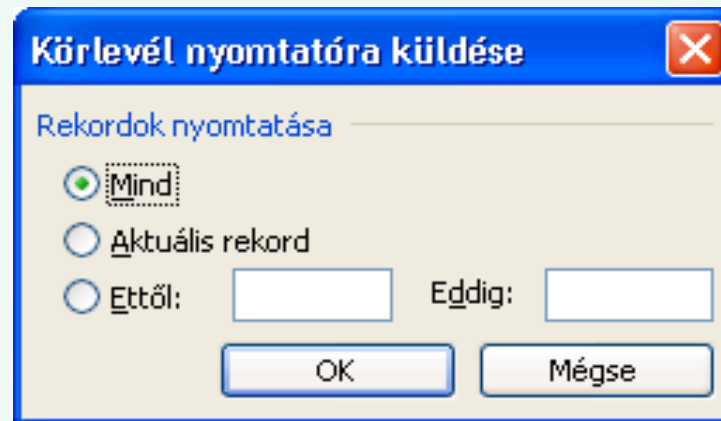 Körlevél nyomtatóra küldése
Rekordok nyomtatása
Mind
Aktuális rekord
Ettől: Eddig:
OK Mégse